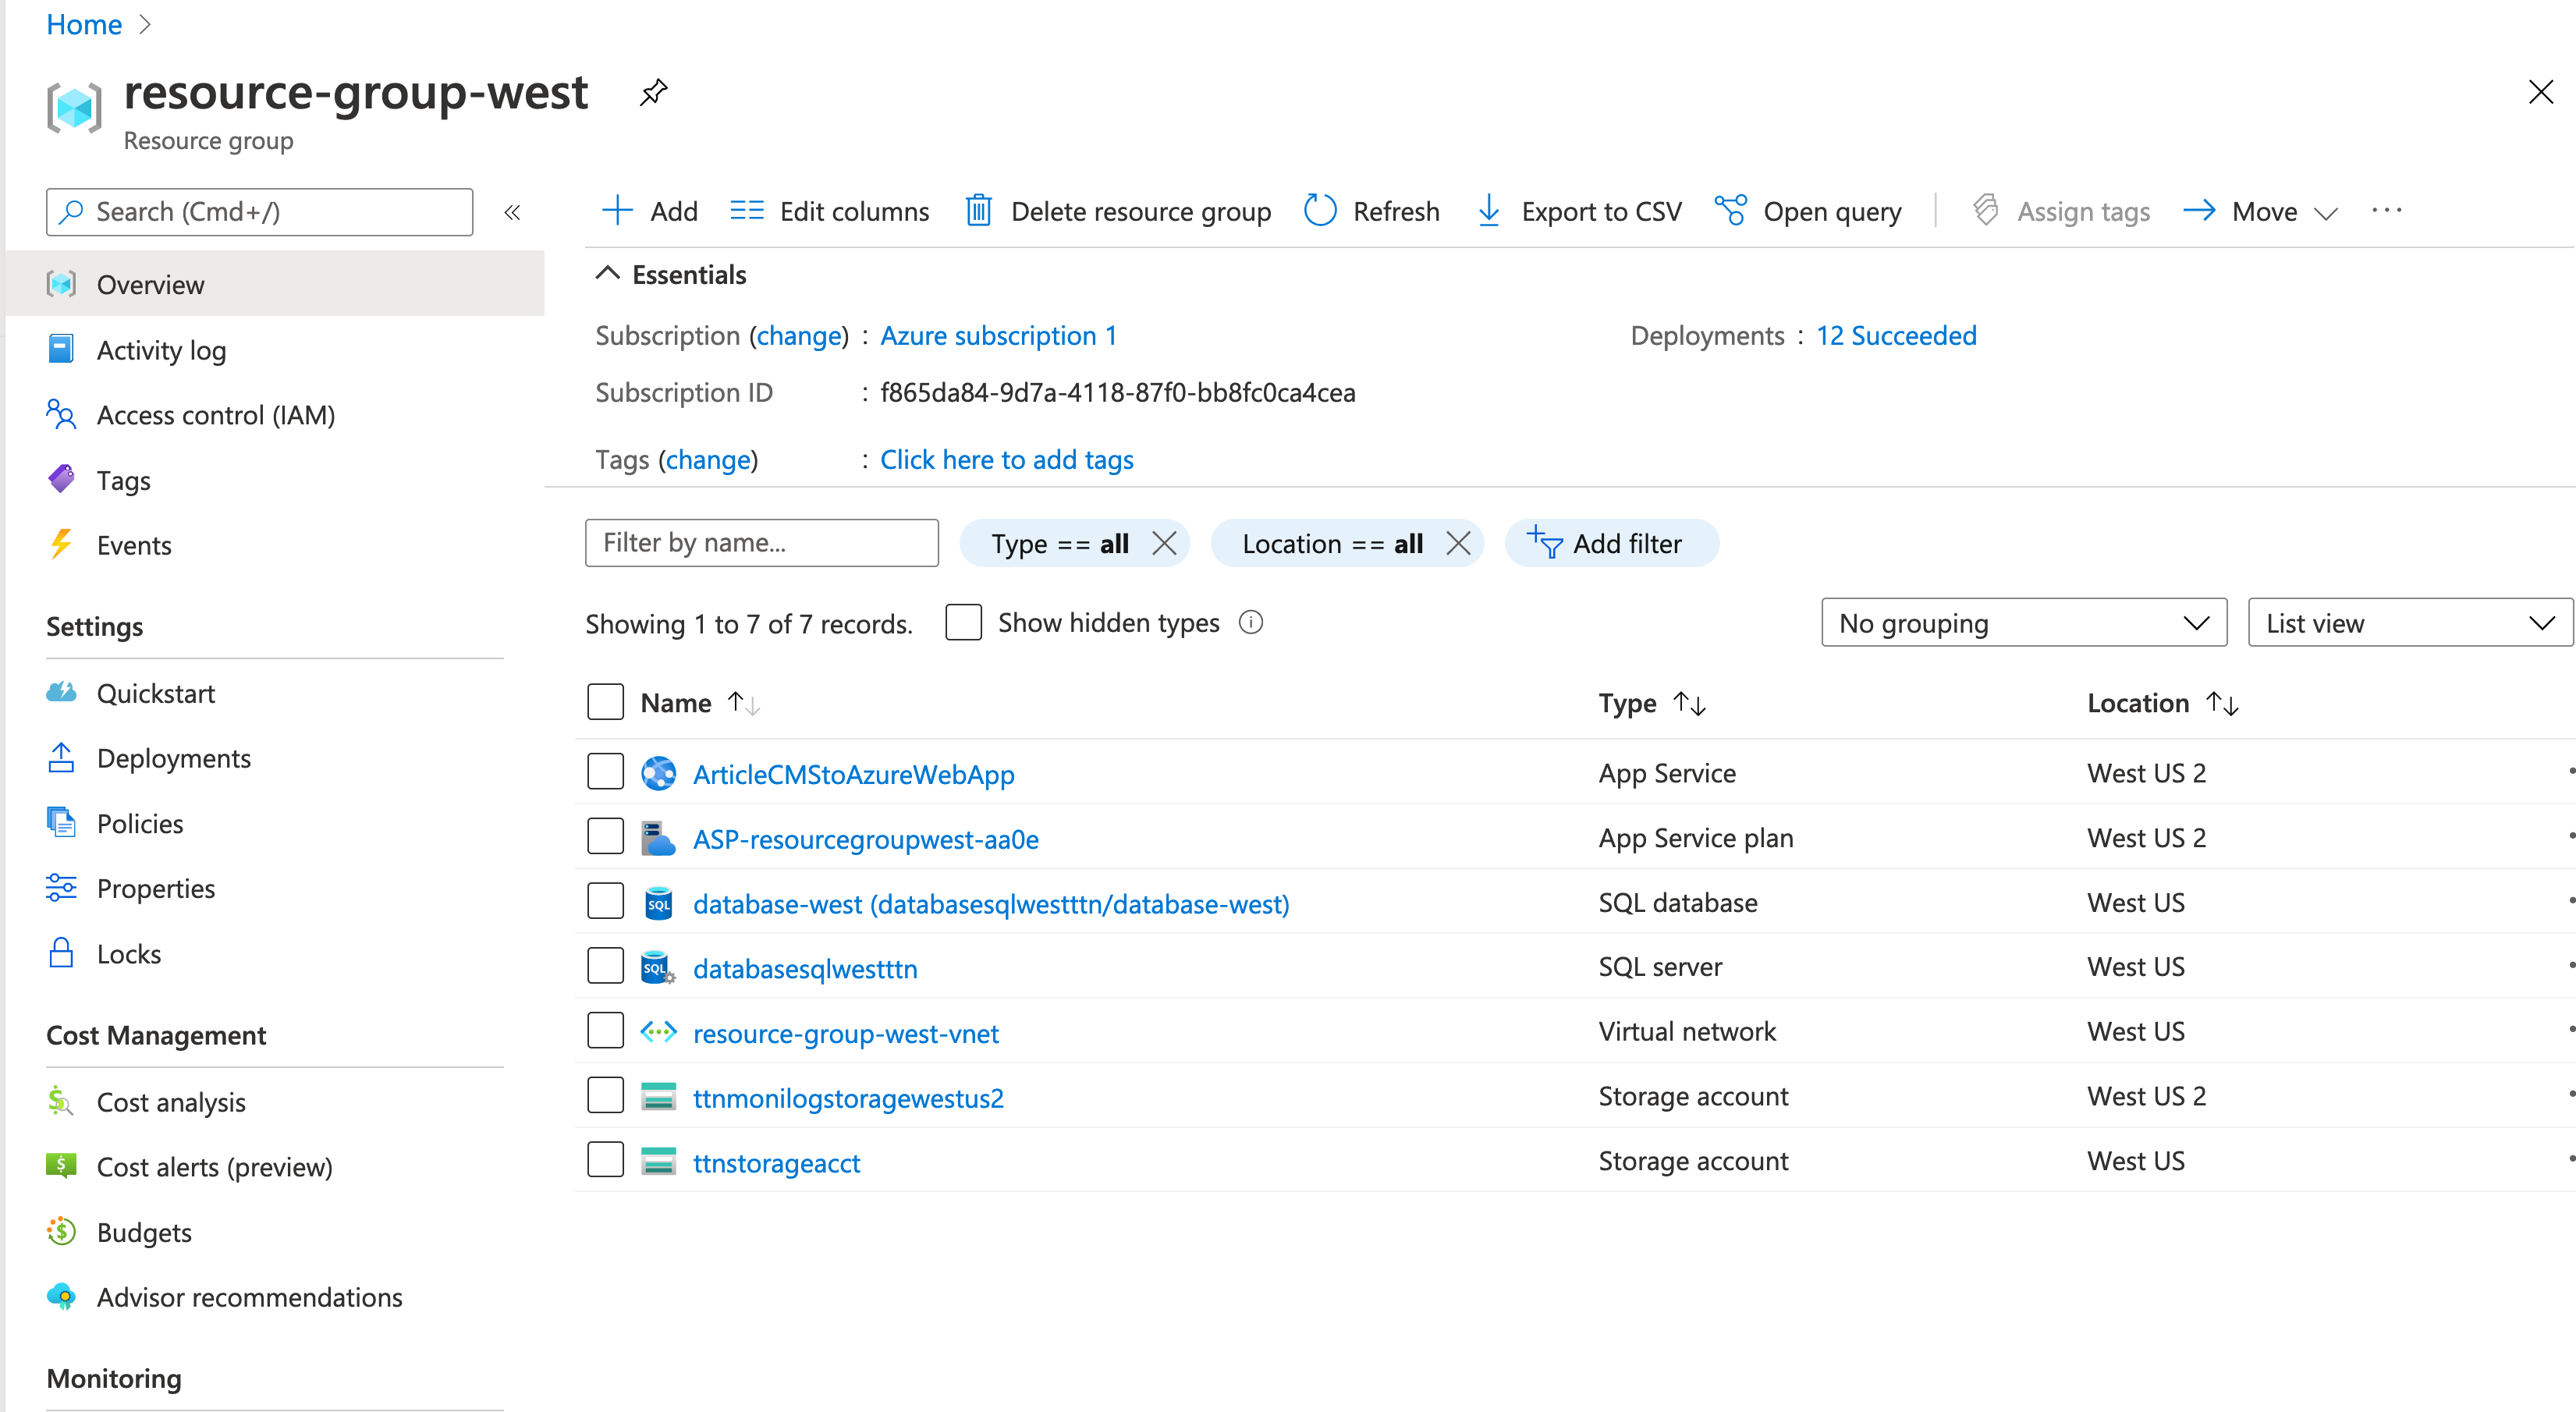 Home
resource-group-west
Resource group
Search (Cmd+/)
Add
Edit columns
Delete resource group
Refresh
Export to CSV
Open query
Assign tags
Move
Overview
Activity log
Access control (IAM)
Tags
Events
Settings
Quickstart
Deployments
Policies
Properties
Locks
Cost Management
Cost analysis
Cost alerts (preview)
Budgets
Advisor recommendations
Monitoring
Essentials
Subscription (change) : Azure subscription 1
Deployments : 12 Succeeded
Subscription ID : f865da84-9d7a-4118-87f0-bb8fc0ca4cea
Tags (change) : Click here to add tags
Filter by name...
Type == all
Location == all
Add filter
Showing 1 to 7 of 7 records.
Show hidden types
No grouping
List view
Name Type Location
ArticleCMStoAzureWebApp App Service West US 2
ASP-resourcegroupwest-aa0e App Service plan West US 2
SQL database-west (databasesqlwestttn/database-west) SQL database West US
SQL databasesqlwestttn SQL server West US
resource-group-west-vnet Virtual network West US
ttnmonilogstoragewestus2 Storage account West US 2
ttnstorageacct Storage account West US